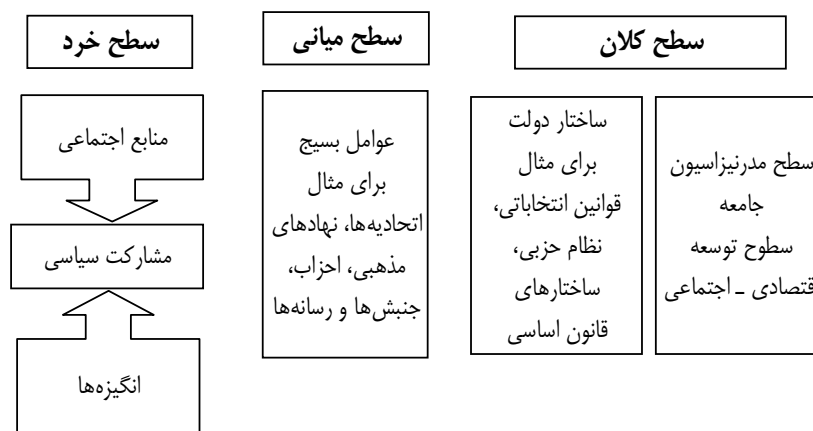 سطح کلان
سطح میانی
سطح خرد
سطح مدرنیزاسیون
جامعه
سطوح توسعه
قتصادی ـ اجتماعی
ساختار دولت
برای مثال
قوانین انتخاباتی،
نظام حزبی،
ساختارهای
قانون اساسی
عوامل بسیج
برای مثال
اتحادیه‌ها، نهادهای
مذهبی، احزاب،
جنبش‌ها و رسانه‌ها
منابع اجتماعی
مشارکت سیاسی
انگیزه‌ها